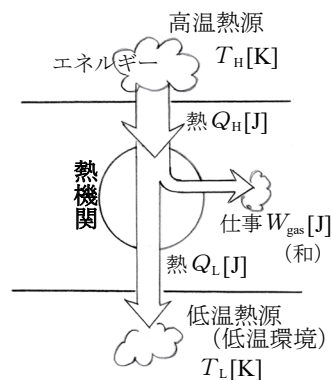 高温熱源
エネルギー
T_H[K]
熱 Q_H[J]
熱機関
仕事 W_gas[J]
(和)
熱 Q_L[J]
低温熱源
(低温環境)
T_L[K]